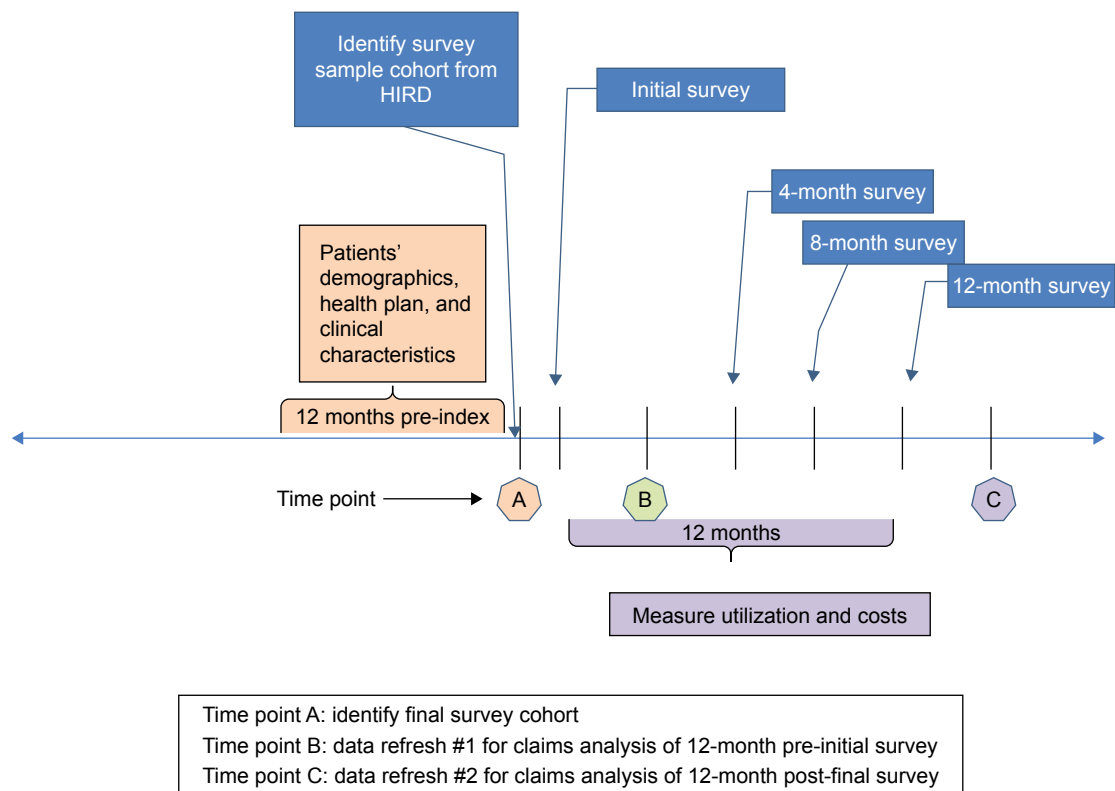 Identify survey
sample cohort from
HIRD
Initial survey
4-month survey
8-month survey
12-month survey
Patients’
demographics,
health plan, and
clinical
characteristics
12 months pre-index
Time point
A
B
C
12 months
Measure utilization and costs
Time point A: identify final survey cohort
Time point B: data refresh #1 for claims analysis of 12-month pre-initial survey
Time point C: data refresh #2 for claims analysis of 12-month post-final survey